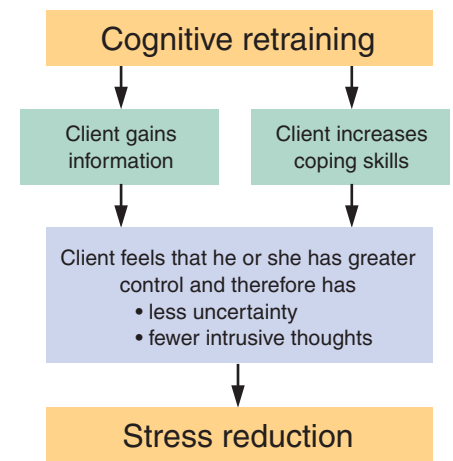 Cognitive retraining
Client gains
information
Client increases
coping skills
Client feels that he or she has greater
control and therefore has
• less uncertainty
• fewer intrusive thoughts
Stress reduction